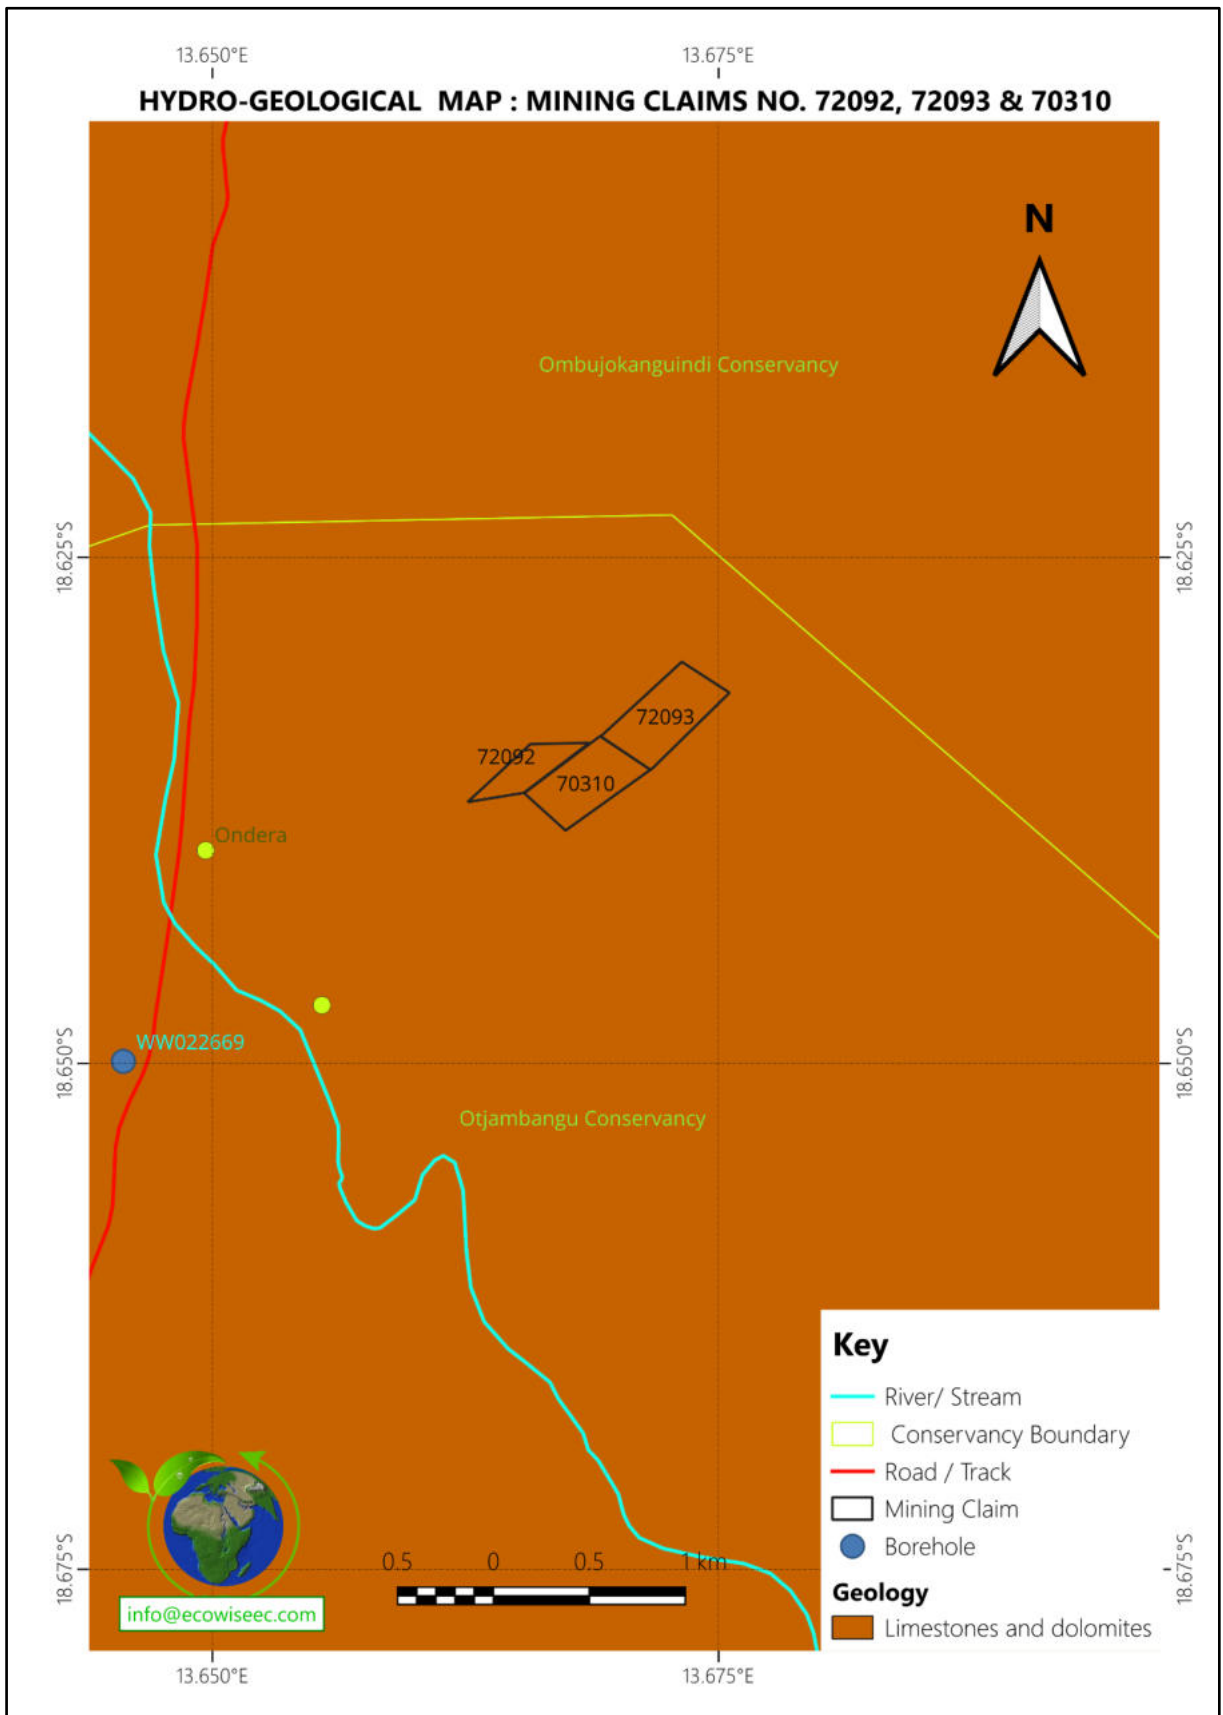 13.650°E 13.675°E
HYDRO-GEOLOGICAL MAP : MINING CLAIMS NO. 72092, 72093 & 70310
N
Ombujokanguindi Conservancy
18.625°S 18.625°S
72093
72092
70310
Ondera
WW022669
18.650°S 18.650°S
Otjambangu Conservancy
Key
River/ Stream
Conservancy Boundary
Road / Track
Mining Claim
Borehole
Geology
Limestones and dolomites
18.675°S 18.675°S
0.5 0 0.5 1 km
info@ecowiseec.com
13.650°E 13.675°E